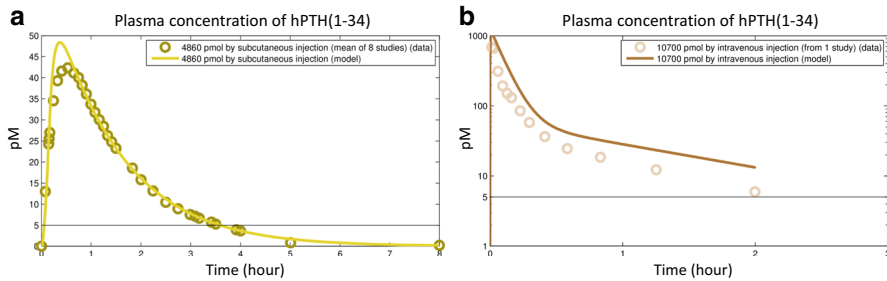 a
Plasma concentration of hPTH(1-34)
4860 pmol by subcutaneous injection (mean of 8 studies) (data)
4860 pmol by subcutaneous injection (model)
50
45
40
35
30
25
20
15
10
5
0
pM
0 1 2 3 4 5 6 7 8
Time (hour)
b
Plasma concentration of hPTH(1-34)
10700 pmol by intravenous injection (from 1 study) (data)
10700 pmol by intravenous injection (model)
1000
100
10
5
1
pM
0 1 2 3
Time (hour)